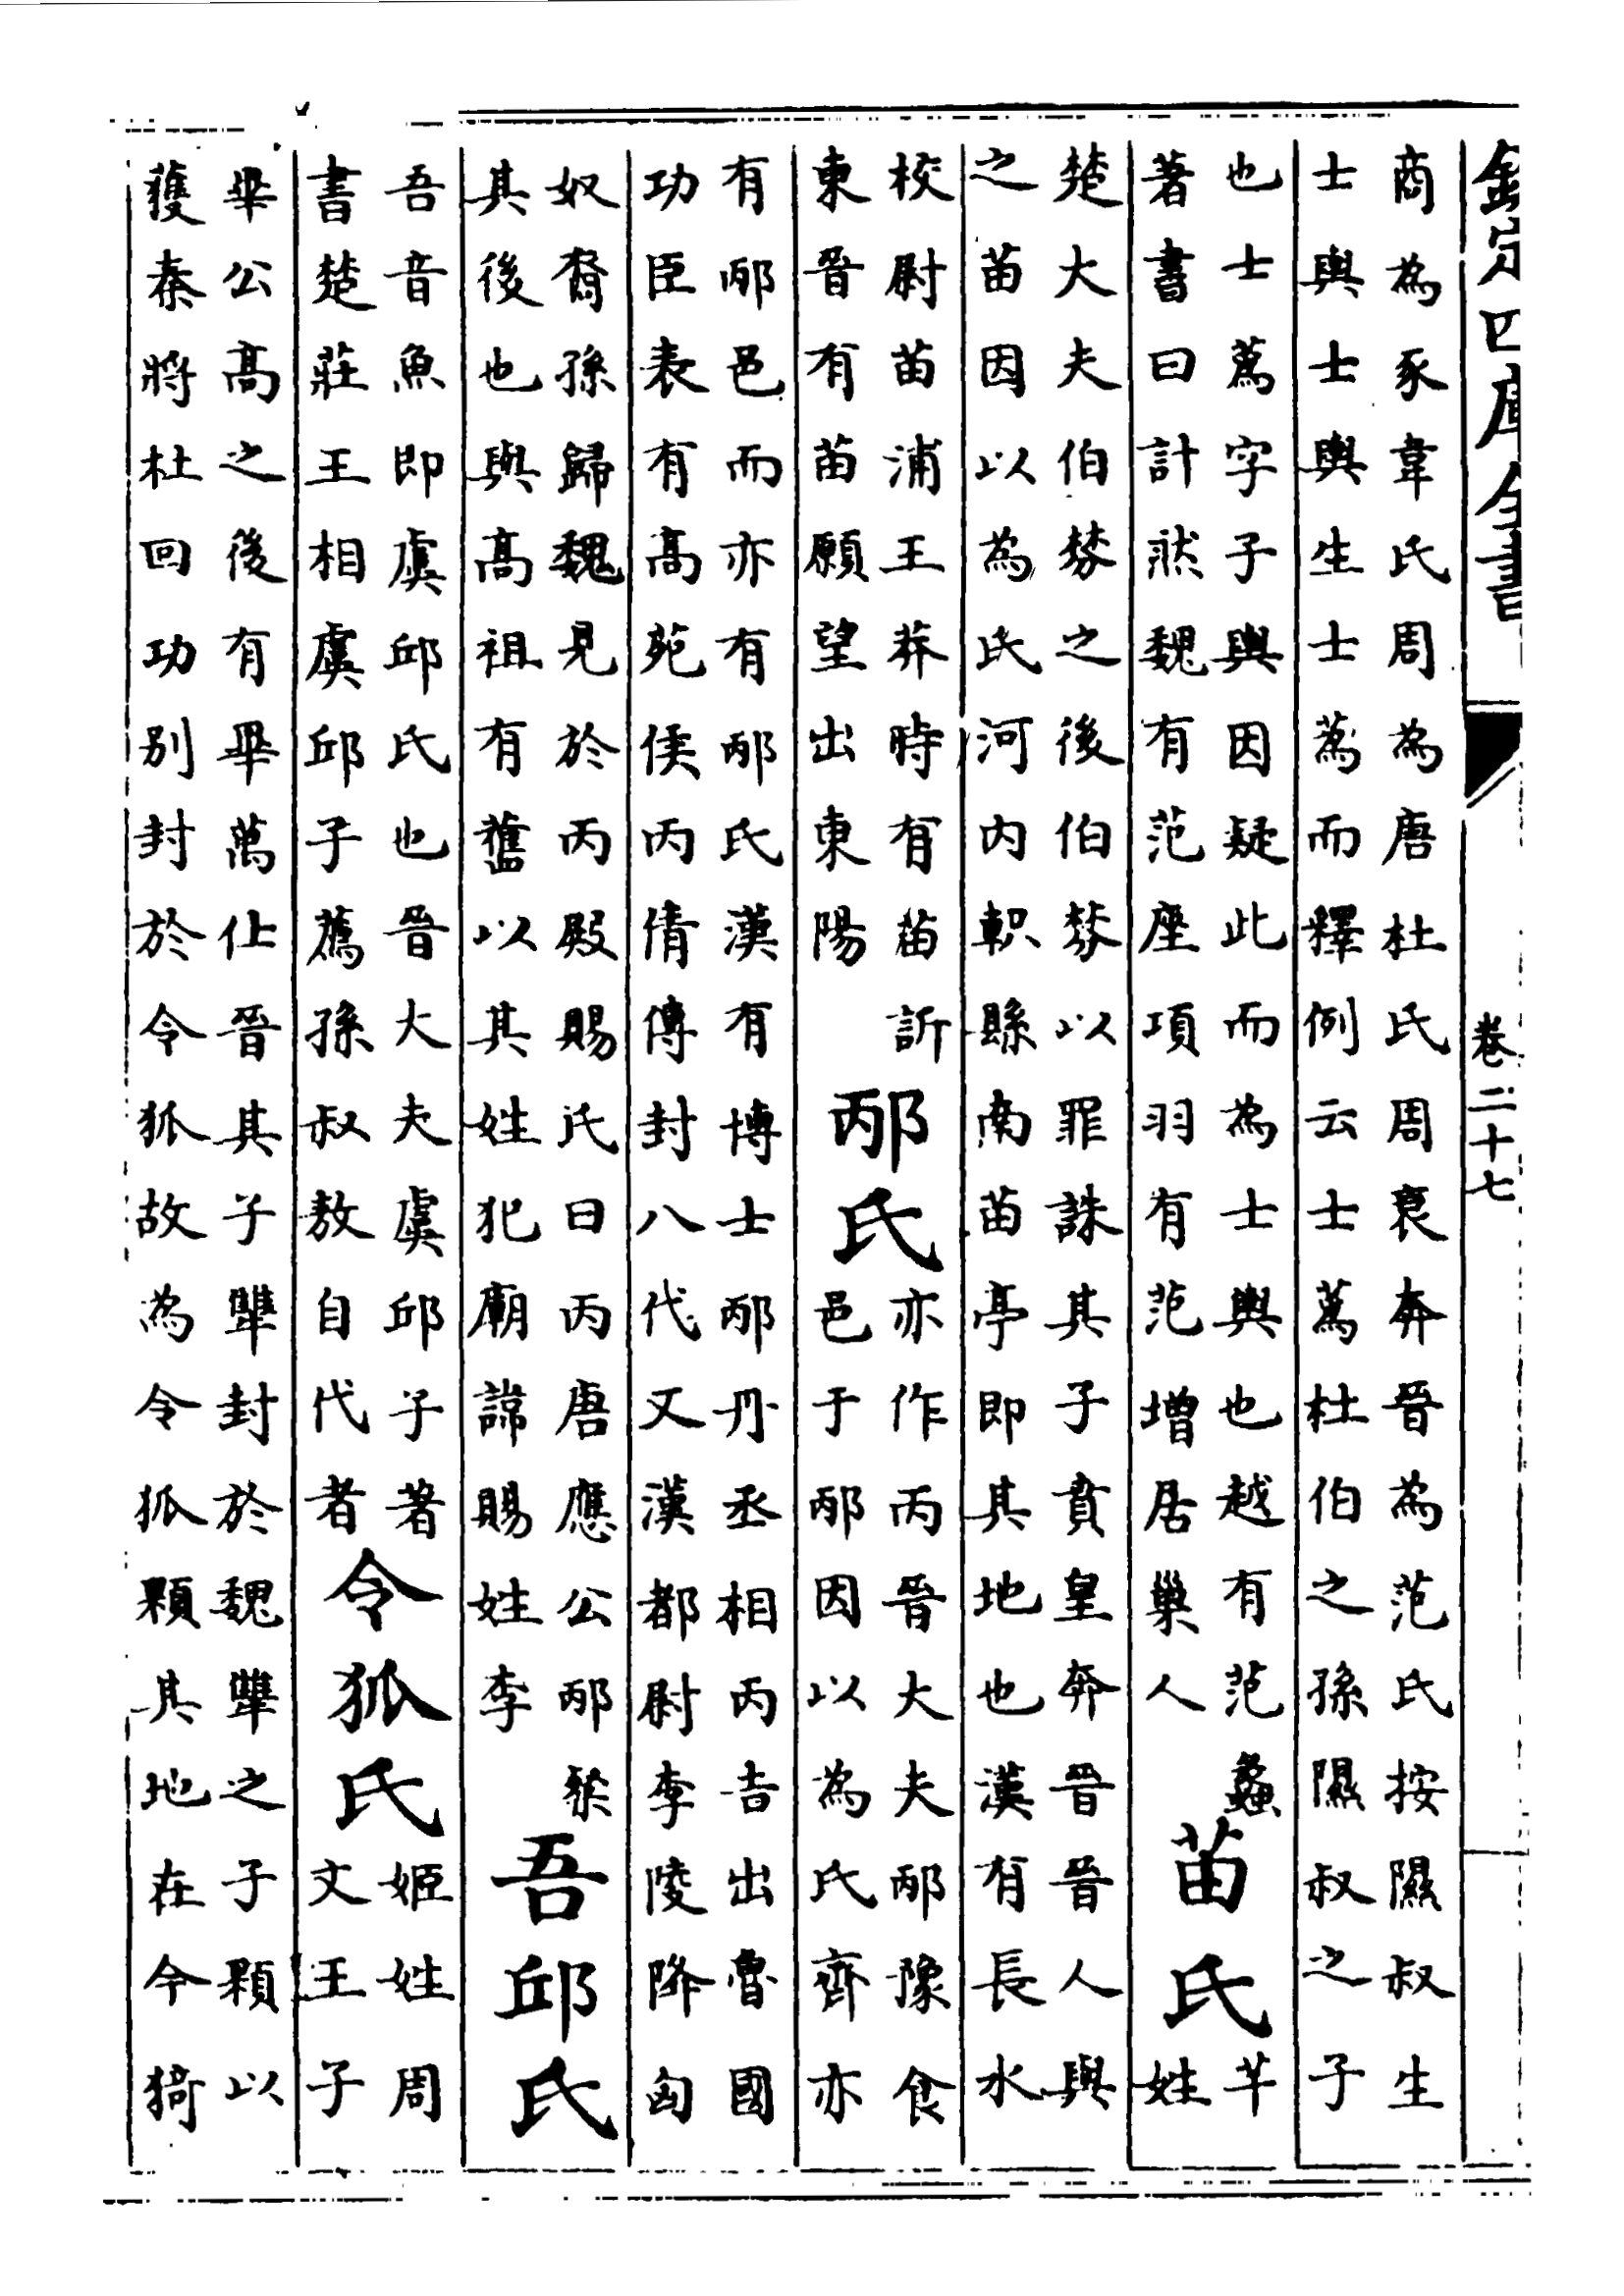 欽定四庫全書
卷二十七
商為豕韋氏周為唐杜氏周衰奔晉為范氏按隰叔生
士輿士輿生士蒍而釋例云士蒍杜伯之孫隰叔之子
也士蒍字子輿因疑此而為士輿也越有范蠡
著書曰計然魏有范座項羽有范增居巢人
苗氏
芊
姓
楚大夫伯棼之後伯棼以罪誅其子賁皇奔晉晉人與
之苗因以為氏河内軹縣南苗亭即其地也漢有長水
校尉苗浦王莽時有苗訢
東晉有苗願望出東陽
邴氏
亦作丙晉大夫邴豫食
邑于邴因以為氏齊亦
有邴邑而亦有邴氏漢有博士邴丹丞相丙吉出魯國
功臣表有高苑侯丙倩傳封八代又漢都尉李陵降匈
奴裔孫歸魏見於丙殿賜氏曰丙唐應公邴粲
其後也與高祖有舊以其姓犯廟諱賜姓李
吾邱氏
吾音魚即虞邱氏也晉大夫虞邱子著
書楚莊王相虞邱子薦孫叔敖自代者
令狐氏
姬姓周
文王子
畢公高之後有畢萬仕晉其子犨封於魏犨之子顆以
獲秦將杜回功别封於令狐故為令狐顆其地在今猗